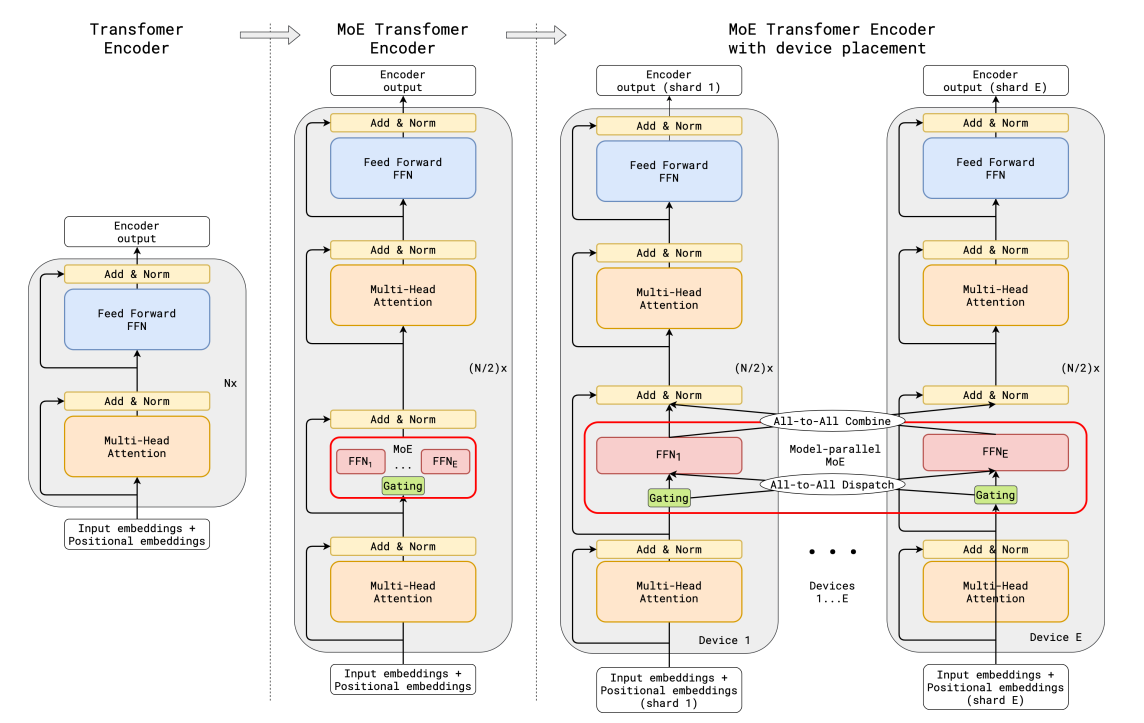 Transfomer
Encoder
Encoder
output
Add & Norm
Feed Forward
FFN
Nx
Add & Norm
Multi-Head
Attention
Input embeddings +
Positional embeddings
MoE Transfomer
Encoder
Encoder
output
Add & Norm
Feed Forward
FFN
Add & Norm
Multi-Head
Attention
(N/2)x
Add & Norm
MoE
FFN1
...
FFNE
Gating
Add & Norm
Multi-Head
Attention
Input embeddings +
Positional embeddings
MoE Transfomer Encoder
with device placement
Encoder
output (shard 1)
Add & Norm
Feed Forward
FFN
Add & Norm
Multi-Head
Attention
(N/2)x
Add & Norm
FFN1
Gating
Add & Norm
Multi-Head
Attention
Device 1
Input embeddings +
Positional embeddings
(shard 1)
All-to-All Combine
Model-parallel
MoE
All-to-All Dispatch
• • •
Devices
1...E
Encoder
output (shard E)
Add & Norm
Feed Forward
FFN
Add & Norm
Multi-Head
Attention
(N/2)x
Add & Norm
FFNE
Gating
Add & Norm
Multi-Head
Attention
Device E
Input embeddings +
Positional embeddings
(shard E)